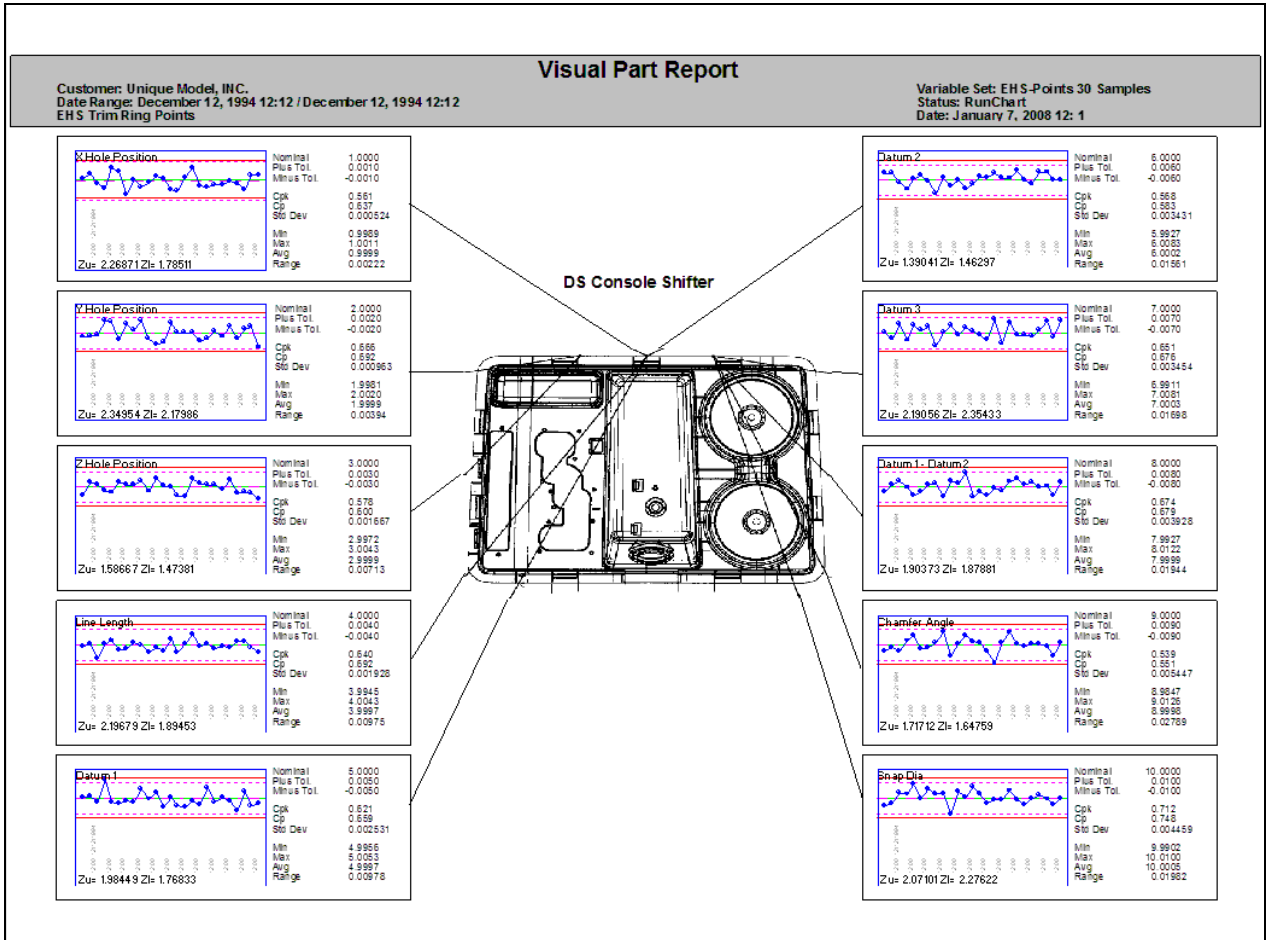 Visual Part Report
Customer: Unique Model, INC.
Date Range: December 12, 1994 12:12 / December 12, 1994 12:12
EHS Trim Ring Points
Variable Set: EHS-Points 30 Samples
Status: RunChart
Date: January 7, 2008 12: 1
DS Console Shifter
X Hole Position
Nominal 1.0000
Plus Tol. 0.0010
Minus Tol. -0.0010
Cpk 0.561
Cp 0.637
Std Dev 0.000524
Min 0.9989
Max 1.0011
Avg 0.9999
Range 0.00222
Zu= 2.26871 Zl= 1.78511
Y Hole Position
Nominal 2.0000
Plus Tol. 0.0020
Minus Tol. -0.0020
Cpk 0.666
Cp 0.692
Std Dev 0.000963
Min 1.9981
Max 2.0020
Avg 1.9999
Range 0.00394
Zu= 2.34954 Zl= 2.17986
Z Hole Position
Nominal 3.0000
Plus Tol. 0.0030
Minus Tol. -0.0030
Cpk 0.578
Cp 0.600
Std Dev 0.001667
Min 2.9972
Max 3.0043
Avg 2.9999
Range 0.00713
Zu= 1.58667 Zl= 1.47381
Line Length
Nominal 4.0000
Plus Tol. 0.0040
Minus Tol. -0.0040
Cpk 0.640
Cp 0.692
Std Dev 0.001928
Min 3.9945
Max 4.0043
Avg 3.9997
Range 0.00975
Zu= 2.19679 Zl= 1.89453
Datum 1
Nominal 5.0000
Plus Tol. 0.0050
Minus Tol. -0.0050
Cpk 0.621
Cp 0.659
Std Dev 0.002531
Min 4.9956
Max 5.0053
Avg 4.9997
Range 0.00978
Zu= 1.98449 Zl= 1.76833
Datum 2
Nominal 6.0000
Plus Tol. 0.0060
Minus Tol. -0.0060
Cpk 0.568
Cp 0.583
Std Dev 0.003431
Min 5.9927
Max 6.0083
Avg 6.0002
Range 0.01561
Zu= 1.39041 Zl= 1.46297
Datum 3
Nominal 7.0000
Plus Tol. 0.0070
Minus Tol. -0.0070
Cpk 0.651
Cp 0.676
Std Dev 0.003454
Min 6.9911
Max 7.0081
Avg 7.0003
Range 0.01698
Zu= 2.19056 Zl= 2.35433
Datum 1 - Datum2
Nominal 8.0000
Plus Tol. 0.0080
Minus Tol. -0.0080
Cpk 0.674
Cp 0.679
Std Dev 0.003928
Min 7.9927
Max 8.0122
Avg 7.9999
Range 0.01944
Zu= 1.90373 Zl= 1.87881
Chamfer Angle
Nominal 9.0000
Plus Tol. 0.0090
Minus Tol. -0.0090
Cpk 0.539
Cp 0.551
Std Dev 0.005447
Min 8.9847
Max 9.0126
Avg 8.9998
Range 0.02789
Zu= 1.71712 Zl= 1.64759
Snap Dia
Nominal 10.0000
Plus Tol. 0.0100
Minus Tol. -0.0100
Cpk 0.712
Cp 0.748
Std Dev 0.004459
Min 9.9902
Max 10.0100
Avg 10.0005
Range 0.01982
Zu= 2.07101 Zl= 2.27622